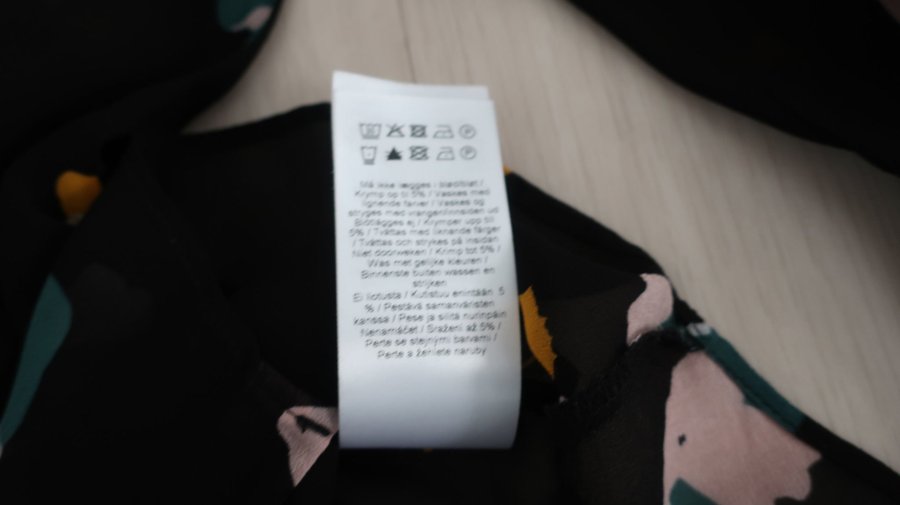 Må ikke lægges i blød/bløt /
Krymp op til 5% / Vaskes med
lignende farver / Vaskes og
stryges med vrangen/innsiden ud
Blötlägges ej / Krymper upp till
5% / Tvättas med liknande färger
/ Tvättas och strykes på insidan
Niet doorweken / Krimp tot 5% /
Was met gelijke kleuren /
Binnenste buiten wassen en
strijken
Ei liotusta / Kutistuu enintään 5
% / Pestävä samanväristen
kanssa / Pese ja silitä nurinpäin
Nenamáčet / Sražení až 5% /
Perte se stejnými barvami /
Perte a žehlete naruby